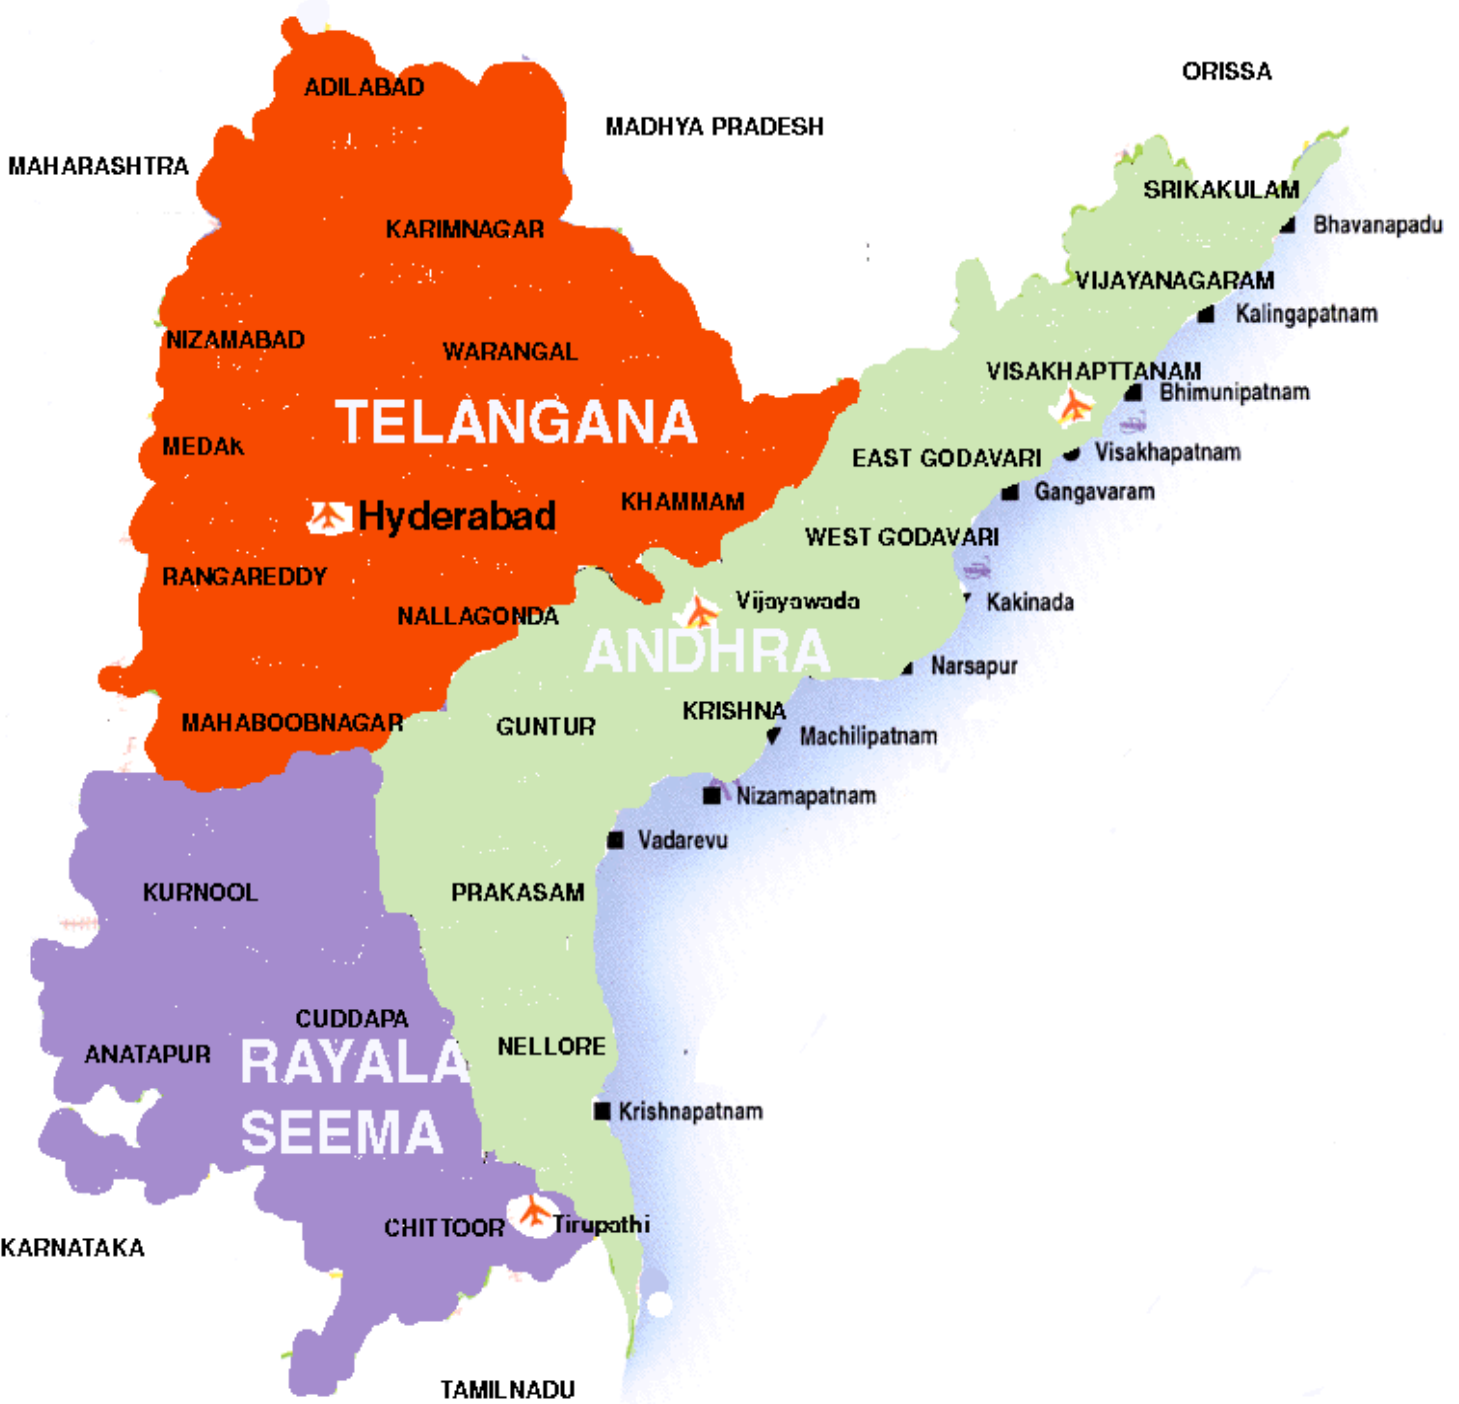 ORISSA
ADILABAD
MADHYA PRADESH
MAHARASHTRA
SRIKAKULAM
Bhavanapadu
KARIMNAGAR
VIJAYANAGARAM
Kalingapatnam
NIZAMABAD
WARANGAL
VISAKHAPTTANAM
Bhimunipatnam
TELANGANA
MEDAK
EAST GODAVARI
Visakhapatnam
Gangavaram
KHAMMAM
Hyderabad
WEST GODAVARI
RANGAREDDY
NALLAGONDA
Vijayawada
Kakinada
ANDHRA
Narsapur
MAHABOOBNAGAR
GUNTUR
KRISHNA
Machilipatnam
Nizamapatnam
Vadarevu
KURNOOL
PRAKASAM
CUDDAPA
ANATAPUR
RAYALA
SEEMA
NELLORE
Krishnapatnam
CHITTOOR
Tirupathi
KARNATAKA
TAMILNADU